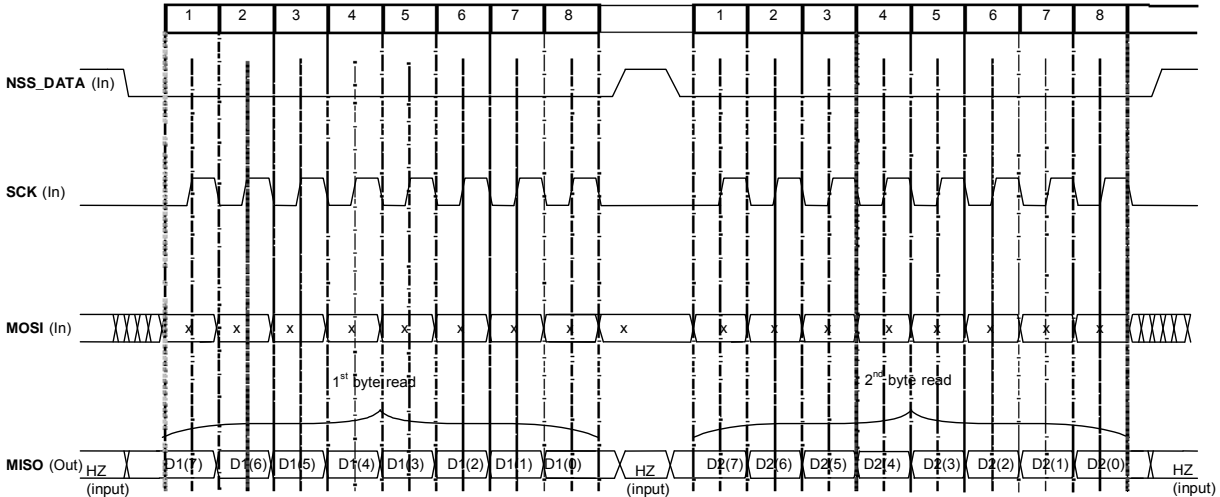 1 2 3 4 5 6 7 8 1 2 3 4 5 6 7 8
NSS_DATA (In)
SCK (In)
MOSI (In) x x x x x x x x x x x x x x x x x
1st byte read 2nd byte read
MISO (Out) HZ (input) D1(7) D1(6) D1(5) D1(4) D1(3) D1(2) D1(1) D1(0) HZ (input) D2(7) D2(6) D2(5) D2(4) D2(3) D2(2) D2(1) D2(0) HZ (input)